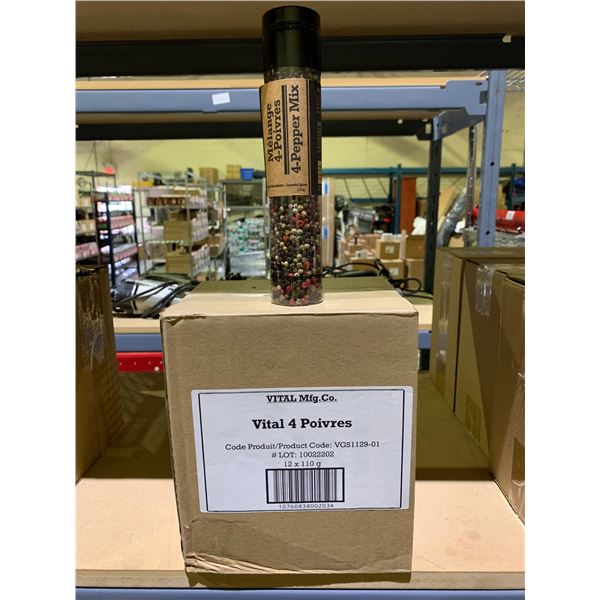 Mélange
4-Poivres
4-Pepper Mix
VITAL Mfg.Co.
Vital 4 Poivres
Code Produit/Product Code: VGS1129-01
# LOT: 10022202
12 x 110 g
10760834002034